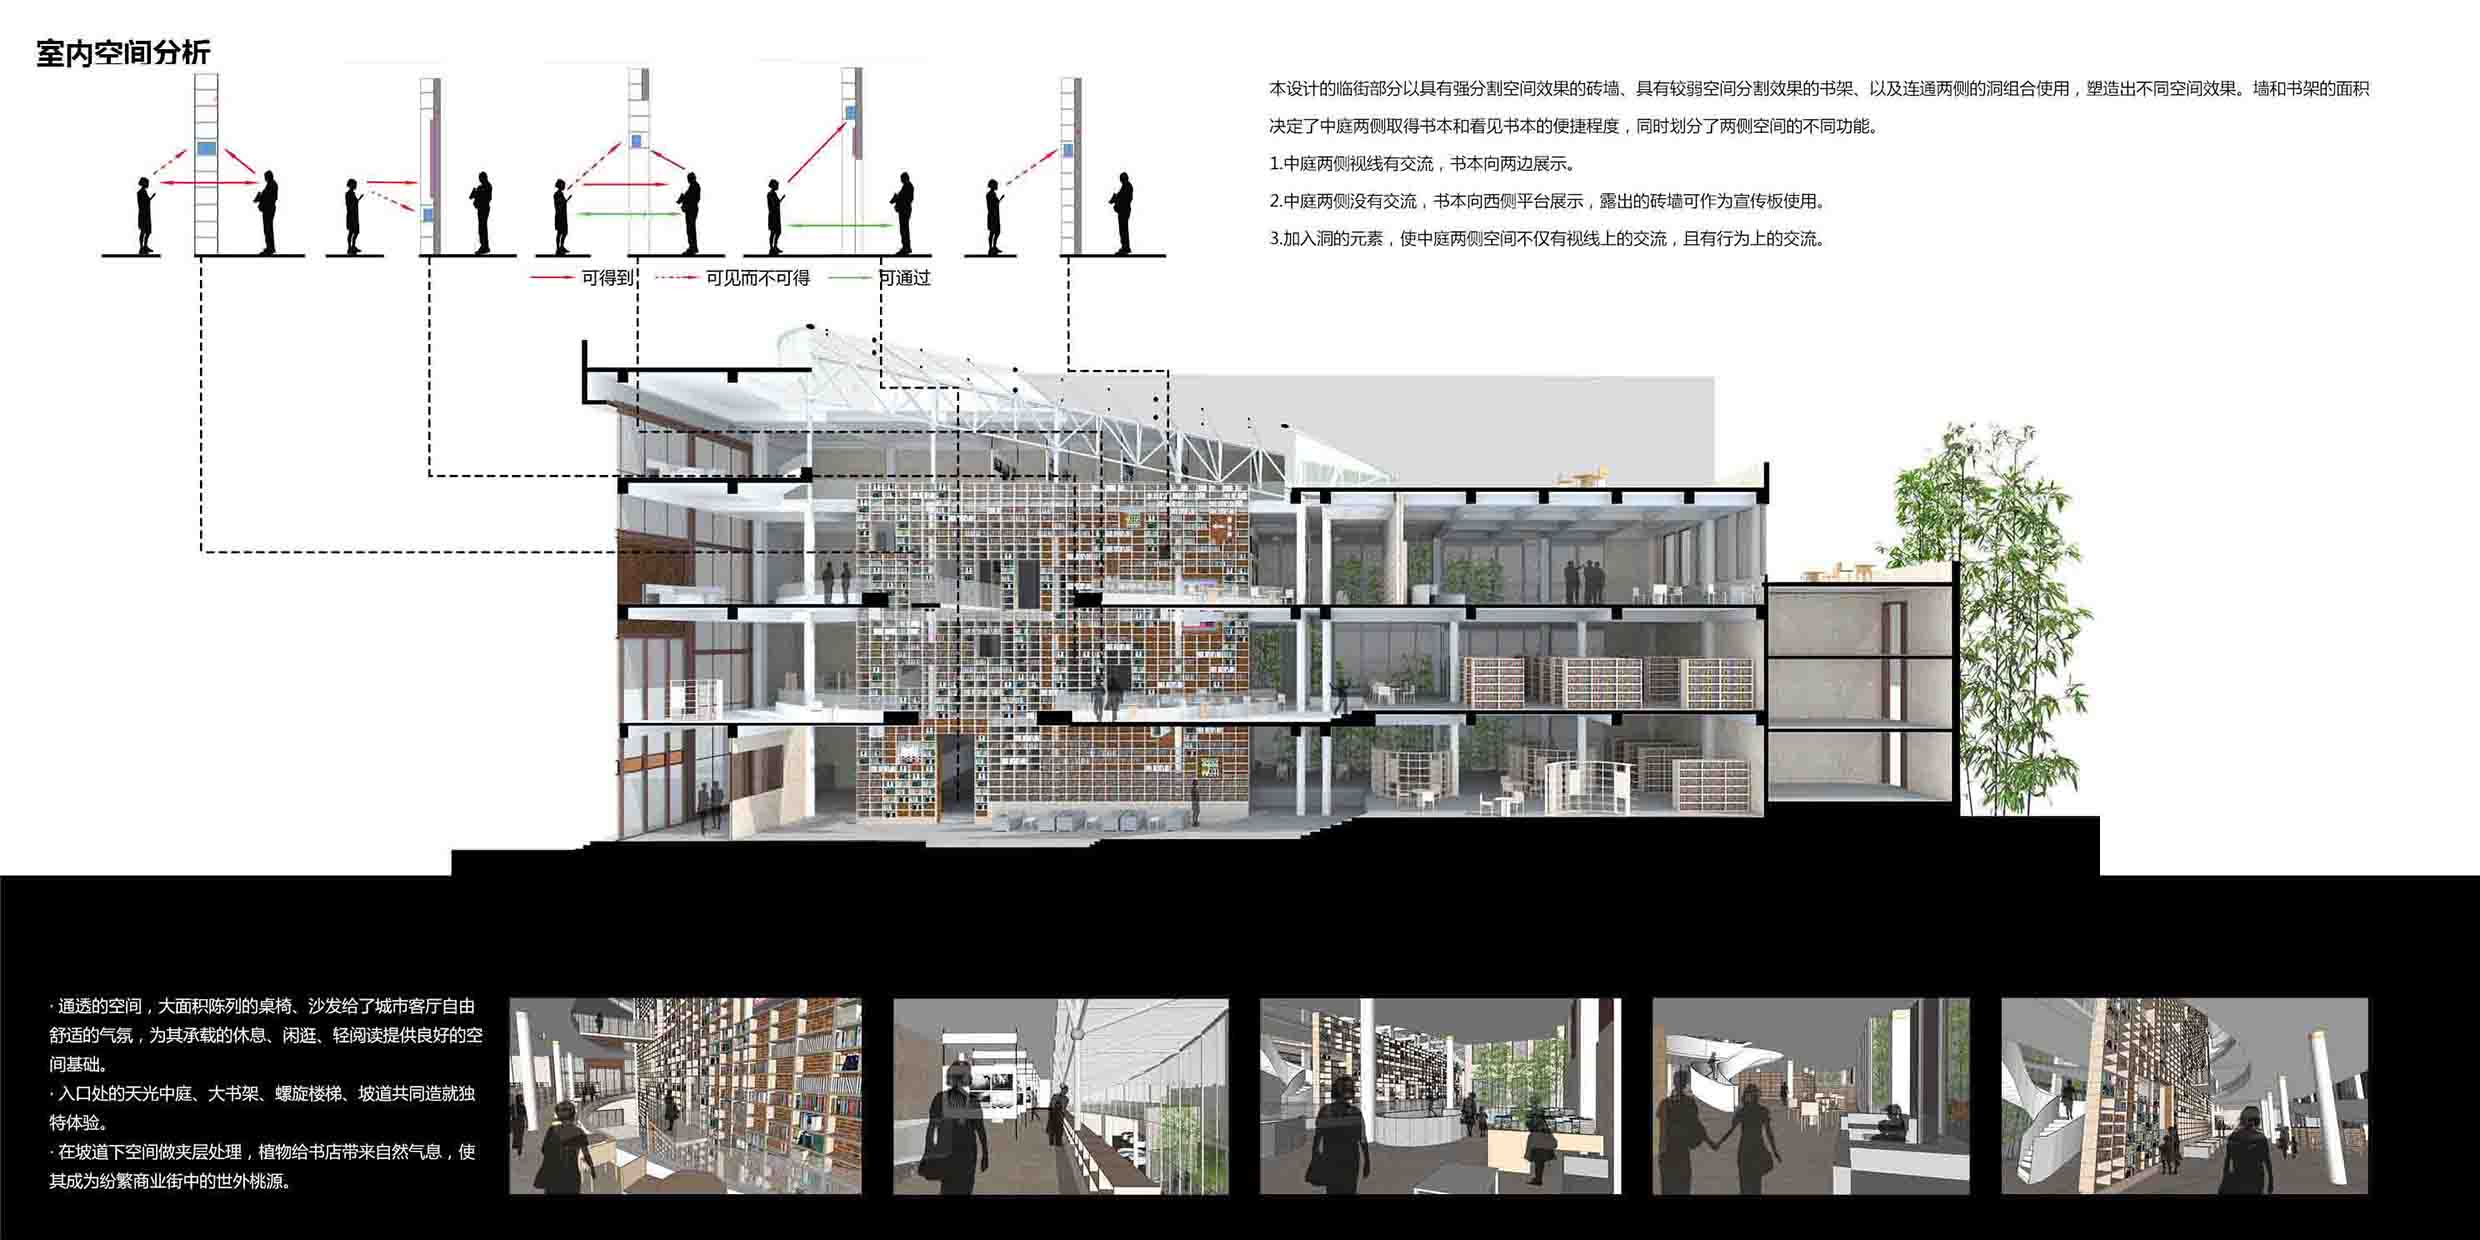 室内空间分析
本设计的临街部分以具有强分割空间效果的砖墙、具有较弱空间分割效果的书架、以及连通两侧的洞组合使用，塑造出不同空间效果。墙和书架的面积
决定了中庭两侧取得书本和看见书本的便捷程度，同时划分了两侧空间的不同功能。
1.中庭两侧视线有交流，书本向两边展示。
2.中庭两侧没有交流，书本向西侧平台展示，露出的砖墙可作为宣传板使用。
3.加入洞的元素，使中庭两侧空间不仅有视线上的交流，且有行为上的交流。
可得到 可见而不可得 可通过
· 通透的空间，大面积陈列的桌椅、沙发给了城市客厅自由
舒适的气氛，为其承载的休息、闲逛、轻阅读提供良好的空
间基础。
· 入口处的天光中庭、大书架、螺旋楼梯、坡道共同造就独
特体验。
· 在坡道下空间做夹层处理，植物给书店带来自然气息，使
其成为纷繁商业街中的世外桃源。